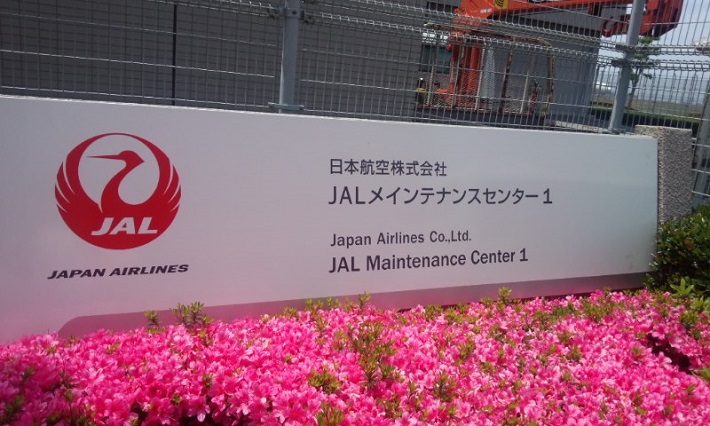 JAL
JAPAN AIRLINES
日本航空株式会社
JALメインテナンスセンター1
Japan Airlines Co.,Ltd.
JAL Maintenance Center 1